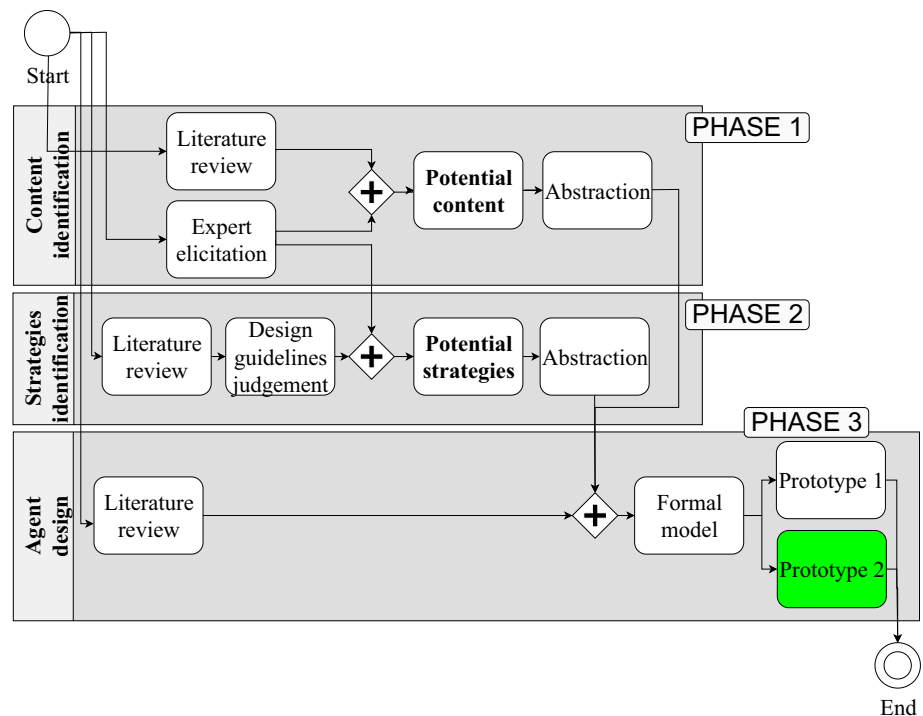 Start
PHASE 1
Content
identification
Literature
review
Expert
elicitation
Potential
content
Abstraction
PHASE 2
Strategies
identification
Literature
review
Design
guidelines
judgement
Potential
strategies
Abstraction
PHASE 3
Agent
design
Literature
review
Formal
model
Prototype 1
Prototype 2
End